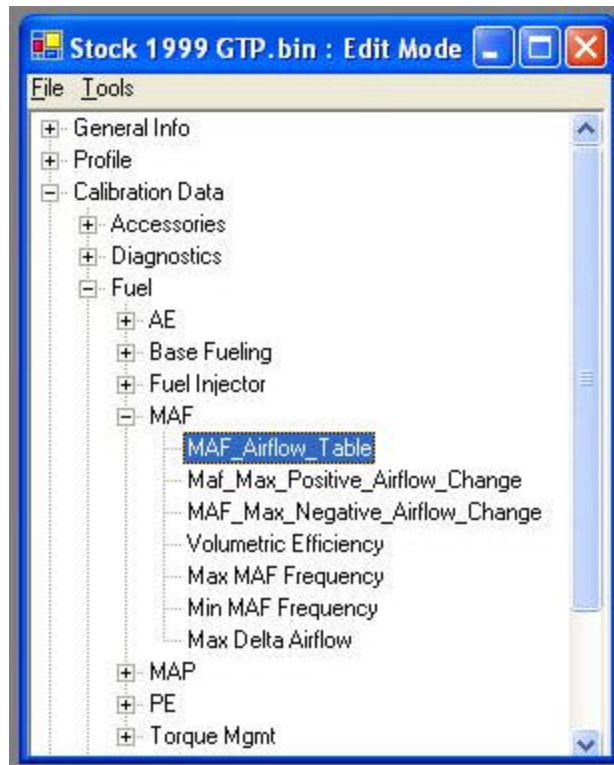 Stock 1999 GTP.bin : Edit Mode
File Tools
General Info
Profile
Calibration Data
Accessories
Diagnostics
Fuel
AE
Base Fueling
Fuel Injector
MAF
MAF_Airflow_Table
Maf_Max_Positive_Airflow_Change
MAF_Max_Negative_Airflow_Change
Volumetric Efficiency
Max MAF Frequency
Min MAF Frequency
Max Delta Airflow
MAP
PE
Torque Mgmt